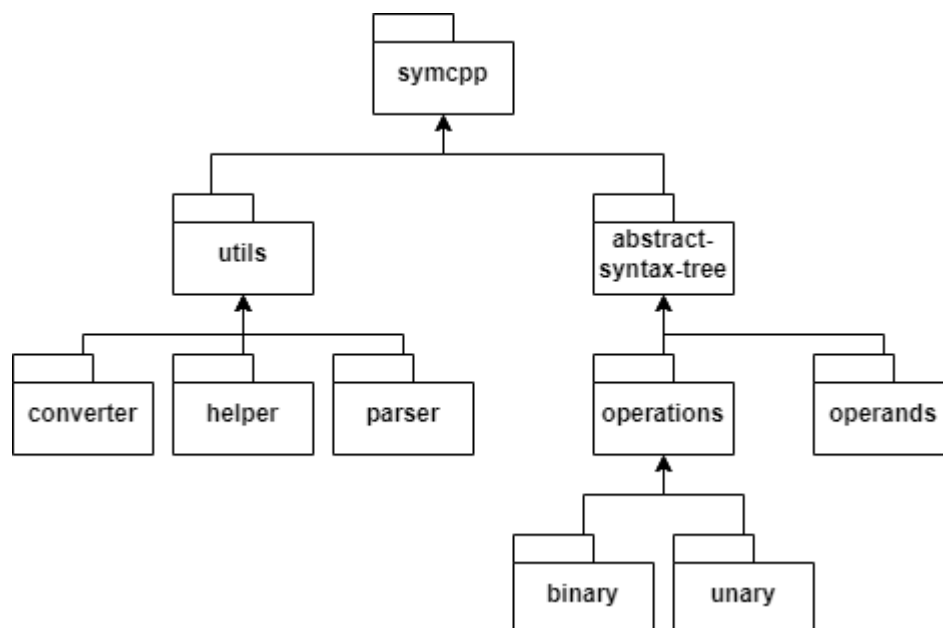 symcpp
utils
abstract-
syntax-tree
converter
helper
parser
operations
operands
binary
unary